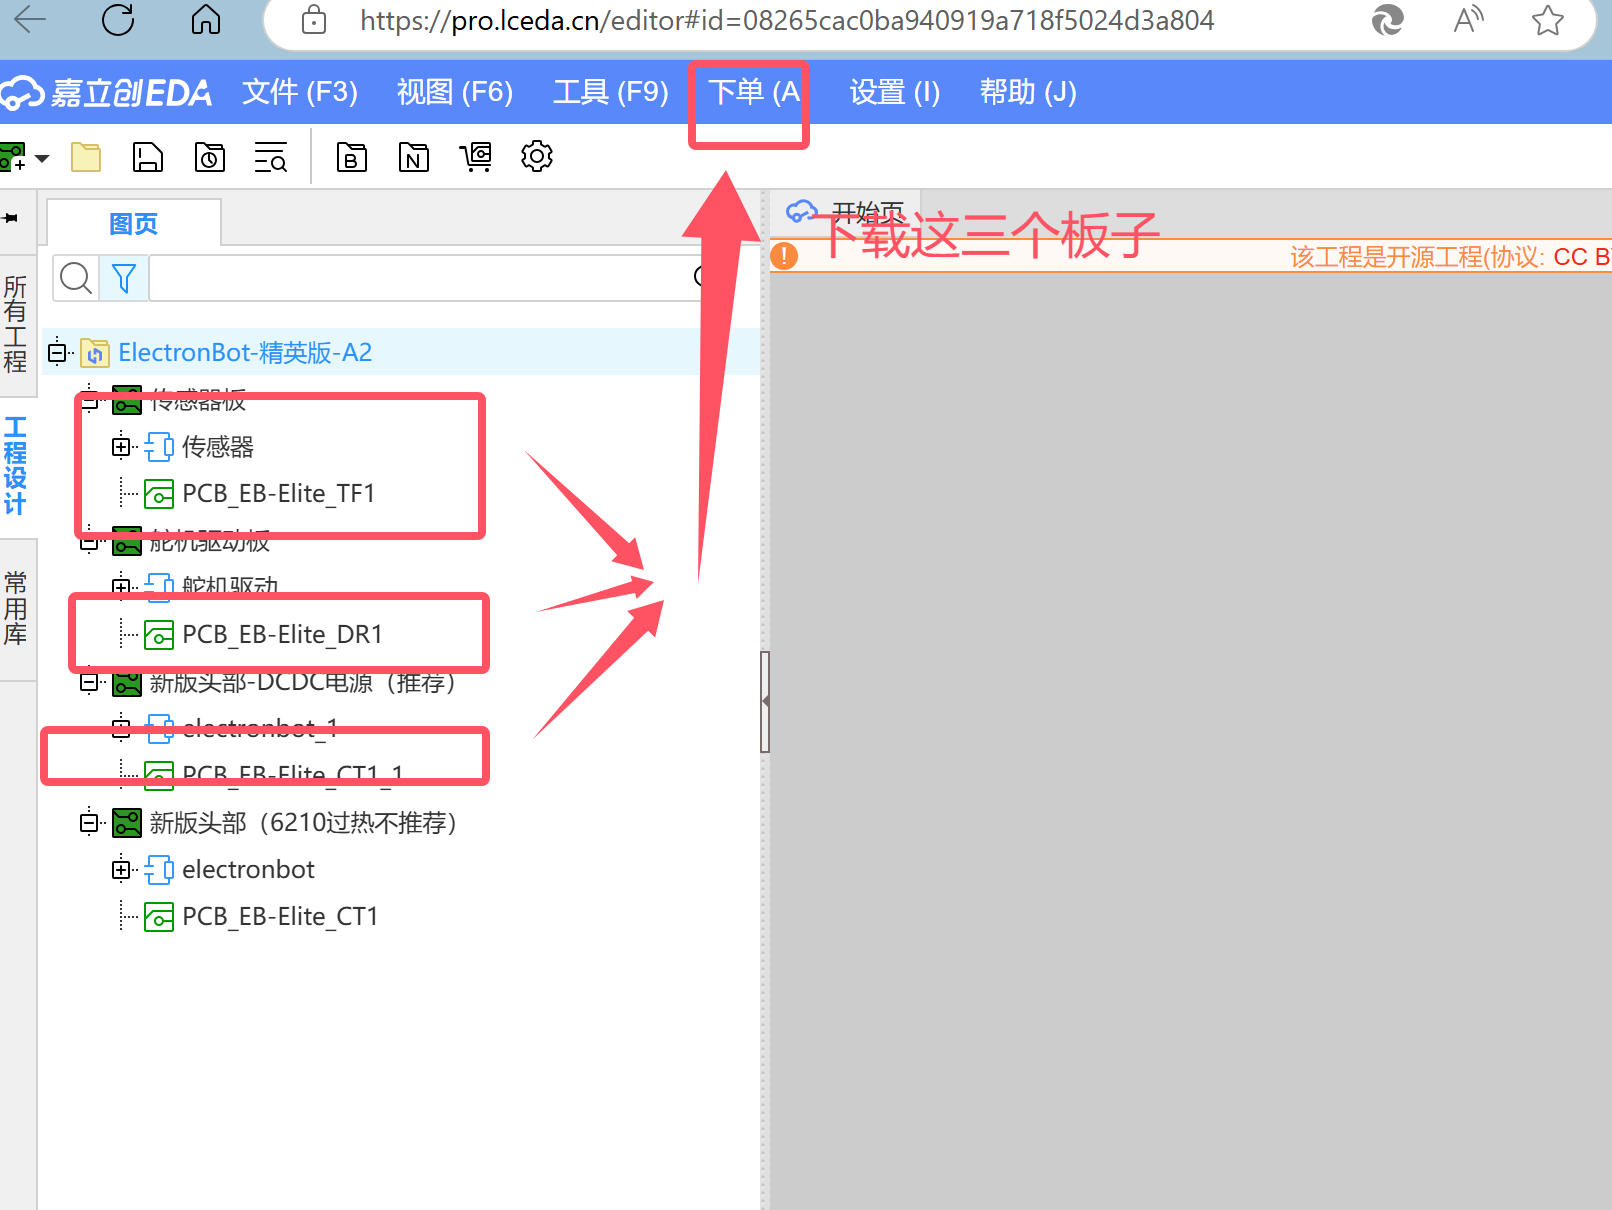 https://pro.lceda.cn/editor#id=08265cac0ba940919a718f5024d3a804
嘉立创EDA 文件 (F3) 视图 (F6) 工具 (F9) 下单 (A 设置 (I) 帮助 (J)
B N
图页
开始页
下载这三个板子
该工程是开源工程(协议: CC B
所有工程
工程设计
常用库
ElectronBot-精英版-A2
传感器板
传感器
PCB_EB-Elite_TF1
舵机驱动板
舵机驱动
PCB_EB-Elite_DR1
新版头部-DCDC电源（推荐）
electronbot_1
PCB_EB-Elite_CT1_1
新版头部（6210过热不推荐）
electronbot
PCB_EB-Elite_CT1